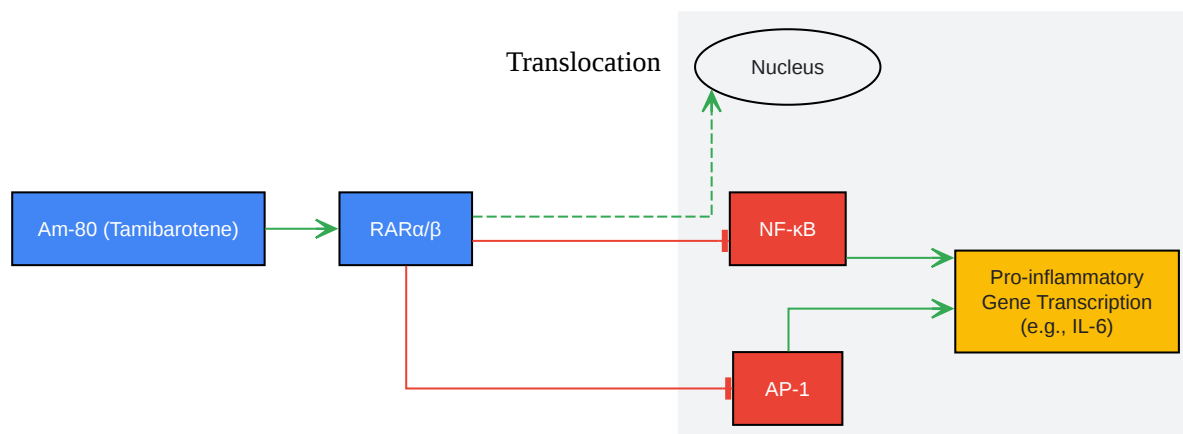 Translocation
Nucleus
Am-80 (Tamibarotene)
RARα/β
NF-κB
Pro-inflammatory
Gene Transcription
(e.g., IL-6)
AP-1